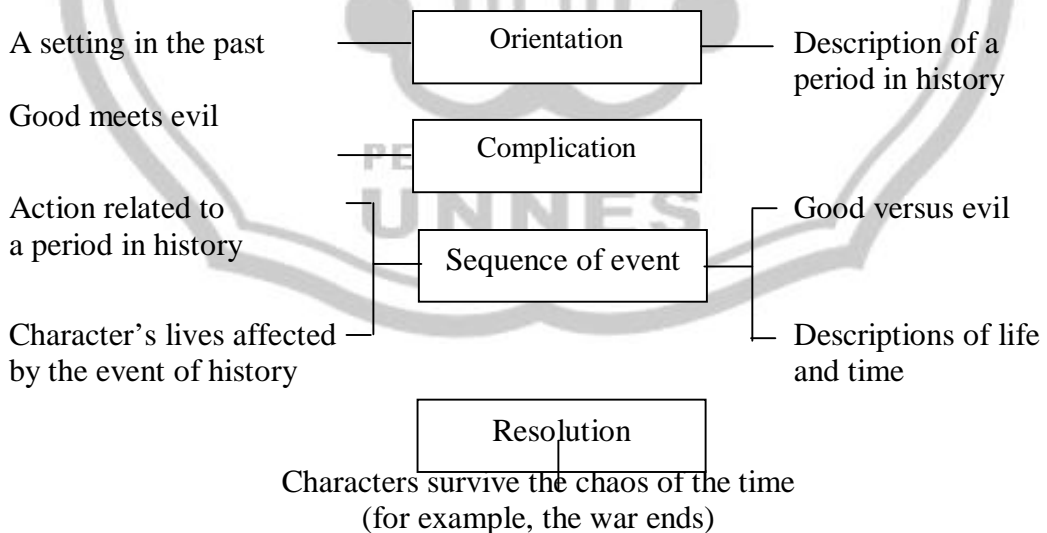 A setting in the past
Orientation
Description of a
period in history
Good meets evil
Complication
UNNES
Action related to
a period in history
Sequence of event
Good versus evil
Character's lives affected
by the event of history
Descriptions of life
and time
Resolution
Characters survive the chaos of the time
(for example, the war ends)